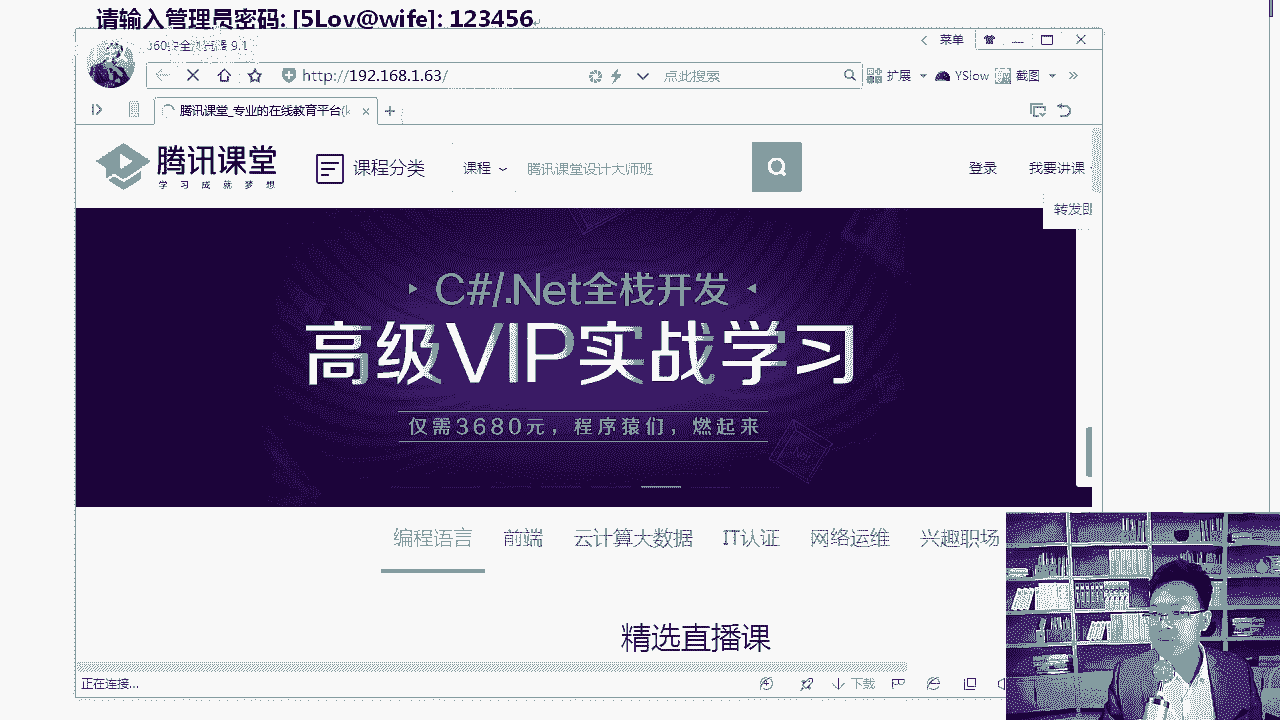 请输入管理员密码: [5Lov@wife]: 123456
360安全浏览器 9.1
菜单
http://192.168.1.63/
点此搜索
扩展
YSlow
截图
腾讯课堂_专业的在线教育平台
腾讯课堂
学习成就梦想
课程分类
课程
腾讯课堂设计大师班
登录
我要讲课
转发即
C#/.Net全栈开发
高级VIP实战学习
仅需3680元，程序猿们，燃起来
编程语言
前端
云计算大数据
IT认证
网络运维
兴趣职场
精选直播课
正在连接...
下载